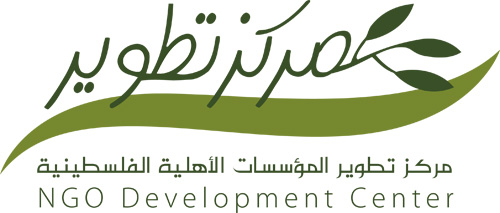 مركز تطوير
مركز تطوير المؤسسات الأهلية الفلسطينية
NGO Development Center